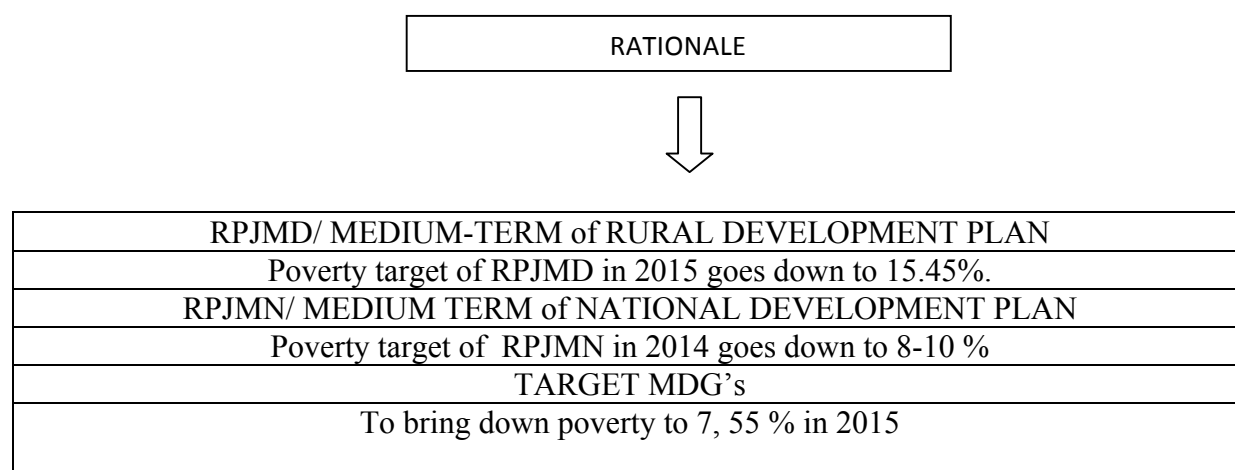 RATIONALE
RPJMD/ MEDIUM-TERM of RURAL DEVELOPMENT PLAN
Poverty target of RPJMD in 2015 goes down to 15.45%.
RPJMN/ MEDIUM TERM of NATIONAL DEVELOPMENT PLAN
Poverty target of RPJMN in 2014 goes down to 8-10 %
TARGET MDG’s
To bring down poverty to 7, 55 % in 2015